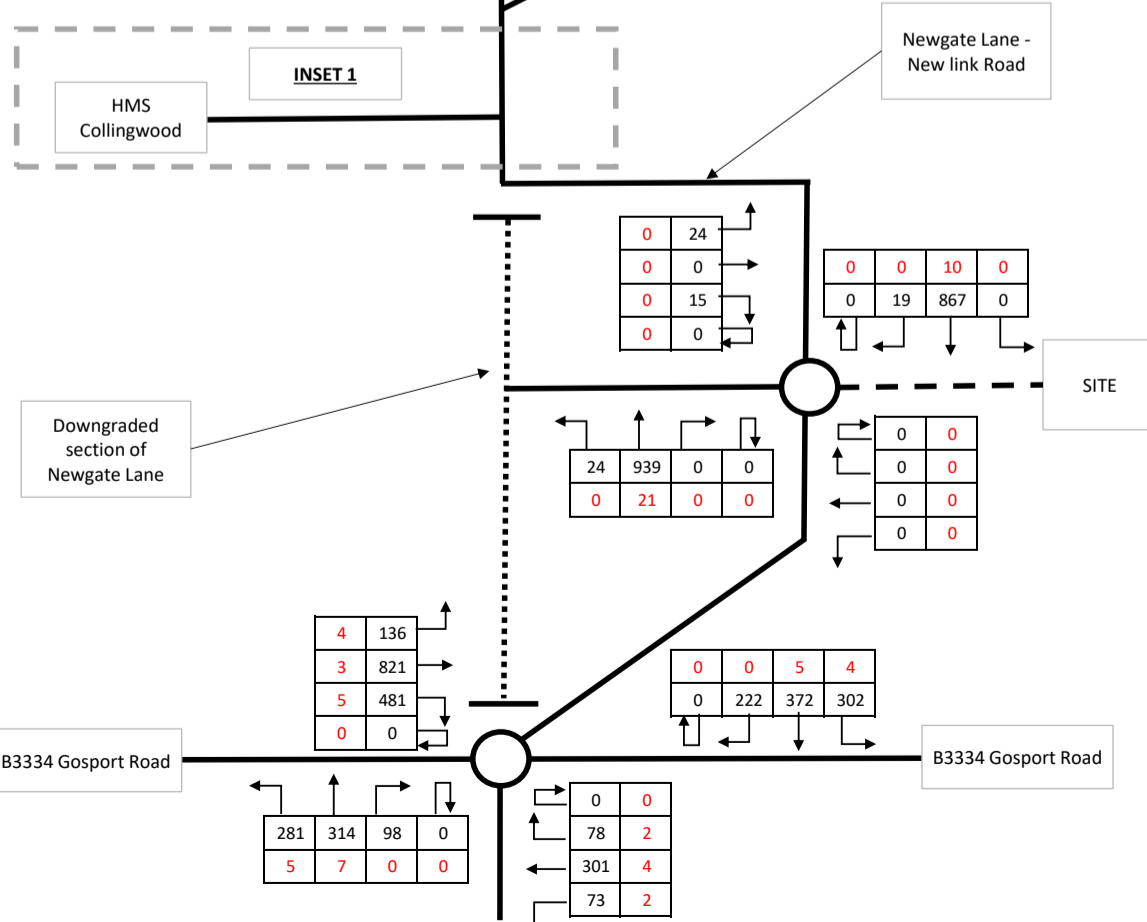 INSET 1
HMS
Collingwood
Newgate Lane -
New link Road
0 24
0 0
0 15
0 0
0 0 10 0
0 19 867 0
SITE
Downgraded
section of
Newgate Lane
24 939 0 0
0 21 0 0
0 0
0 0
0 0
0 0
4 136
3 821
5 481
0 0
0 0 5 4
0 222 372 302
B3334 Gosport Road
B3334 Gosport Road
281 314 98 0
5 7 0 0
0 0
78 2
301 4
73 2